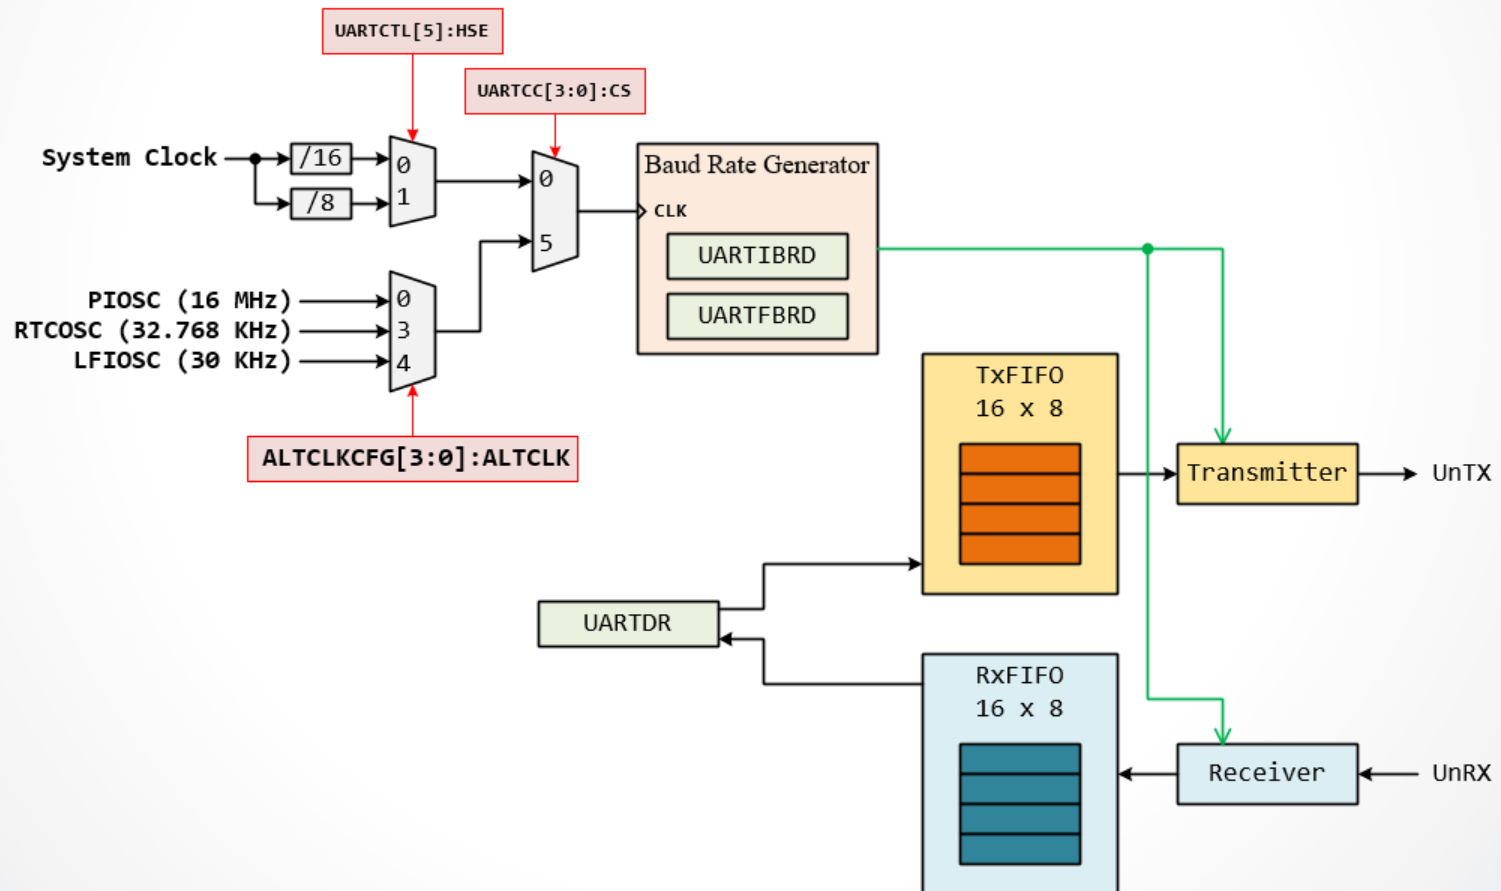 UARTCTL[5]:HSE
UARTCC[3:0]:CS
System Clock
/16
/8
0
1
0
5
Baud Rate Generator
CLK
UARTIBRD
UARTFBRD
PIOSC (16 MHz)
RTCOSC (32.768 KHz)
LFIOSC (30 KHz)
0
3
4
ALTCLKCFG[3:0]:ALTCLK
TxFIFO
16 x 8
Transmitter
UnTX
UARTDR
RxFIFO
16 x 8
Receiver
UnRX